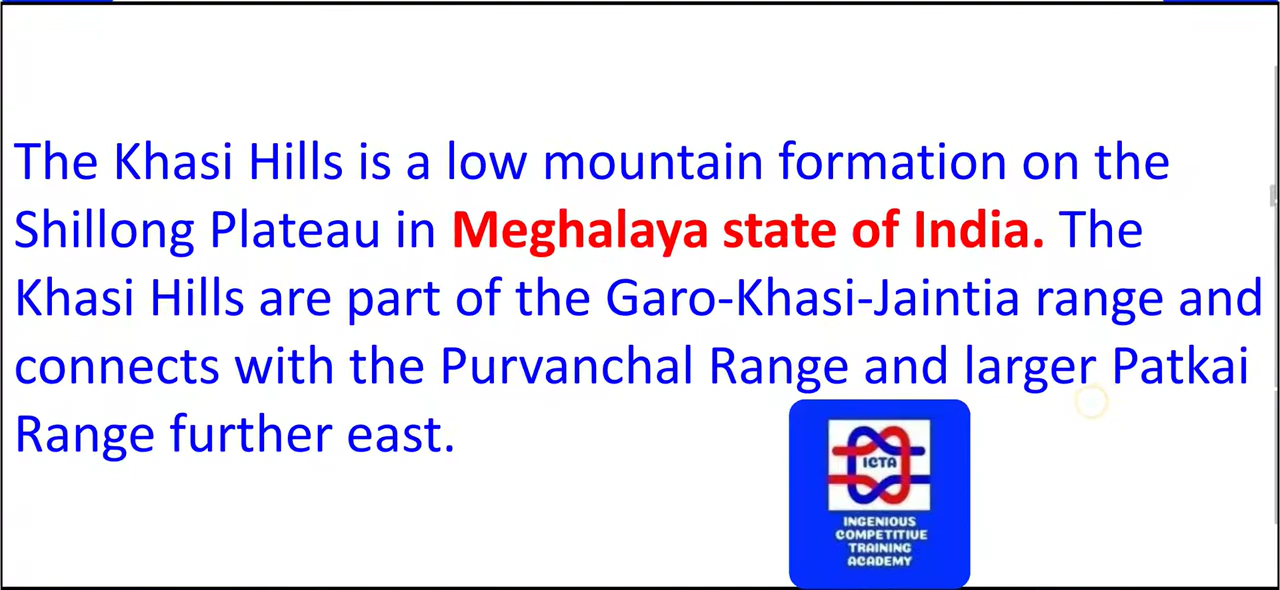 The Khasi Hills is a low mountain formation on the
Shillong Plateau in Meghalaya state of India. The
Khasi Hills are part of the Garo-Khasi-Jaintia range and
connects with the Purvanchal Range and larger Patkai
Range further east.
ICTA
INGENIOUS
COMPETITIVE
TRAINING
ACADEMY